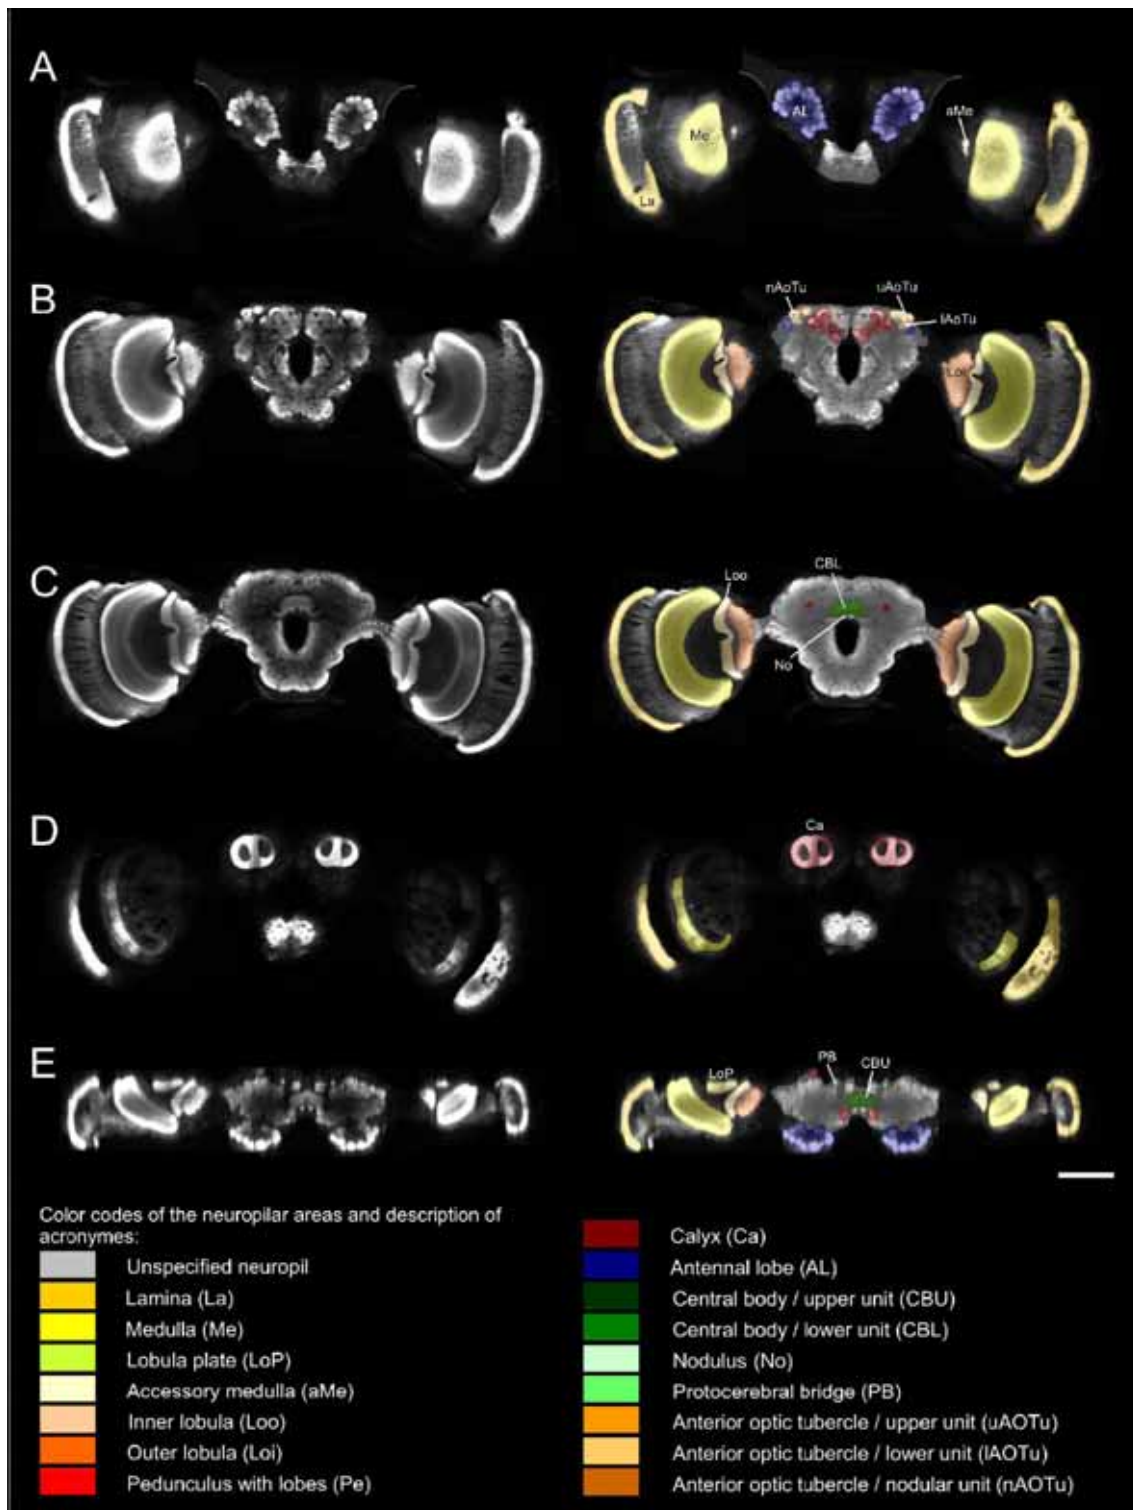 A
AL
aMe
Me
La
B
nAoTu
uAoTu
lAoTu
Loi
C
Loo
CBL
No
D
Ca
E
LoP
PB
CBU
Color codes of the neuropilar areas and description of
acronymes:
Unspecified neuropil
Lamina (La)
Medulla (Me)
Lobula plate (LoP)
Accessory medulla (aMe)
Inner lobula (Loo)
Outer lobula (Loi)
Pedunculus with lobes (Pe)
Calyx (Ca)
Antennal lobe (AL)
Central body / upper unit (CBU)
Central body / lower unit (CBL)
Nodulus (No)
Protocerebral bridge (PB)
Anterior optic tubercle / upper unit (uAOTu)
Anterior optic tubercle / lower unit (lAOTu)
Anterior optic tubercle / nodular unit (nAOTu)